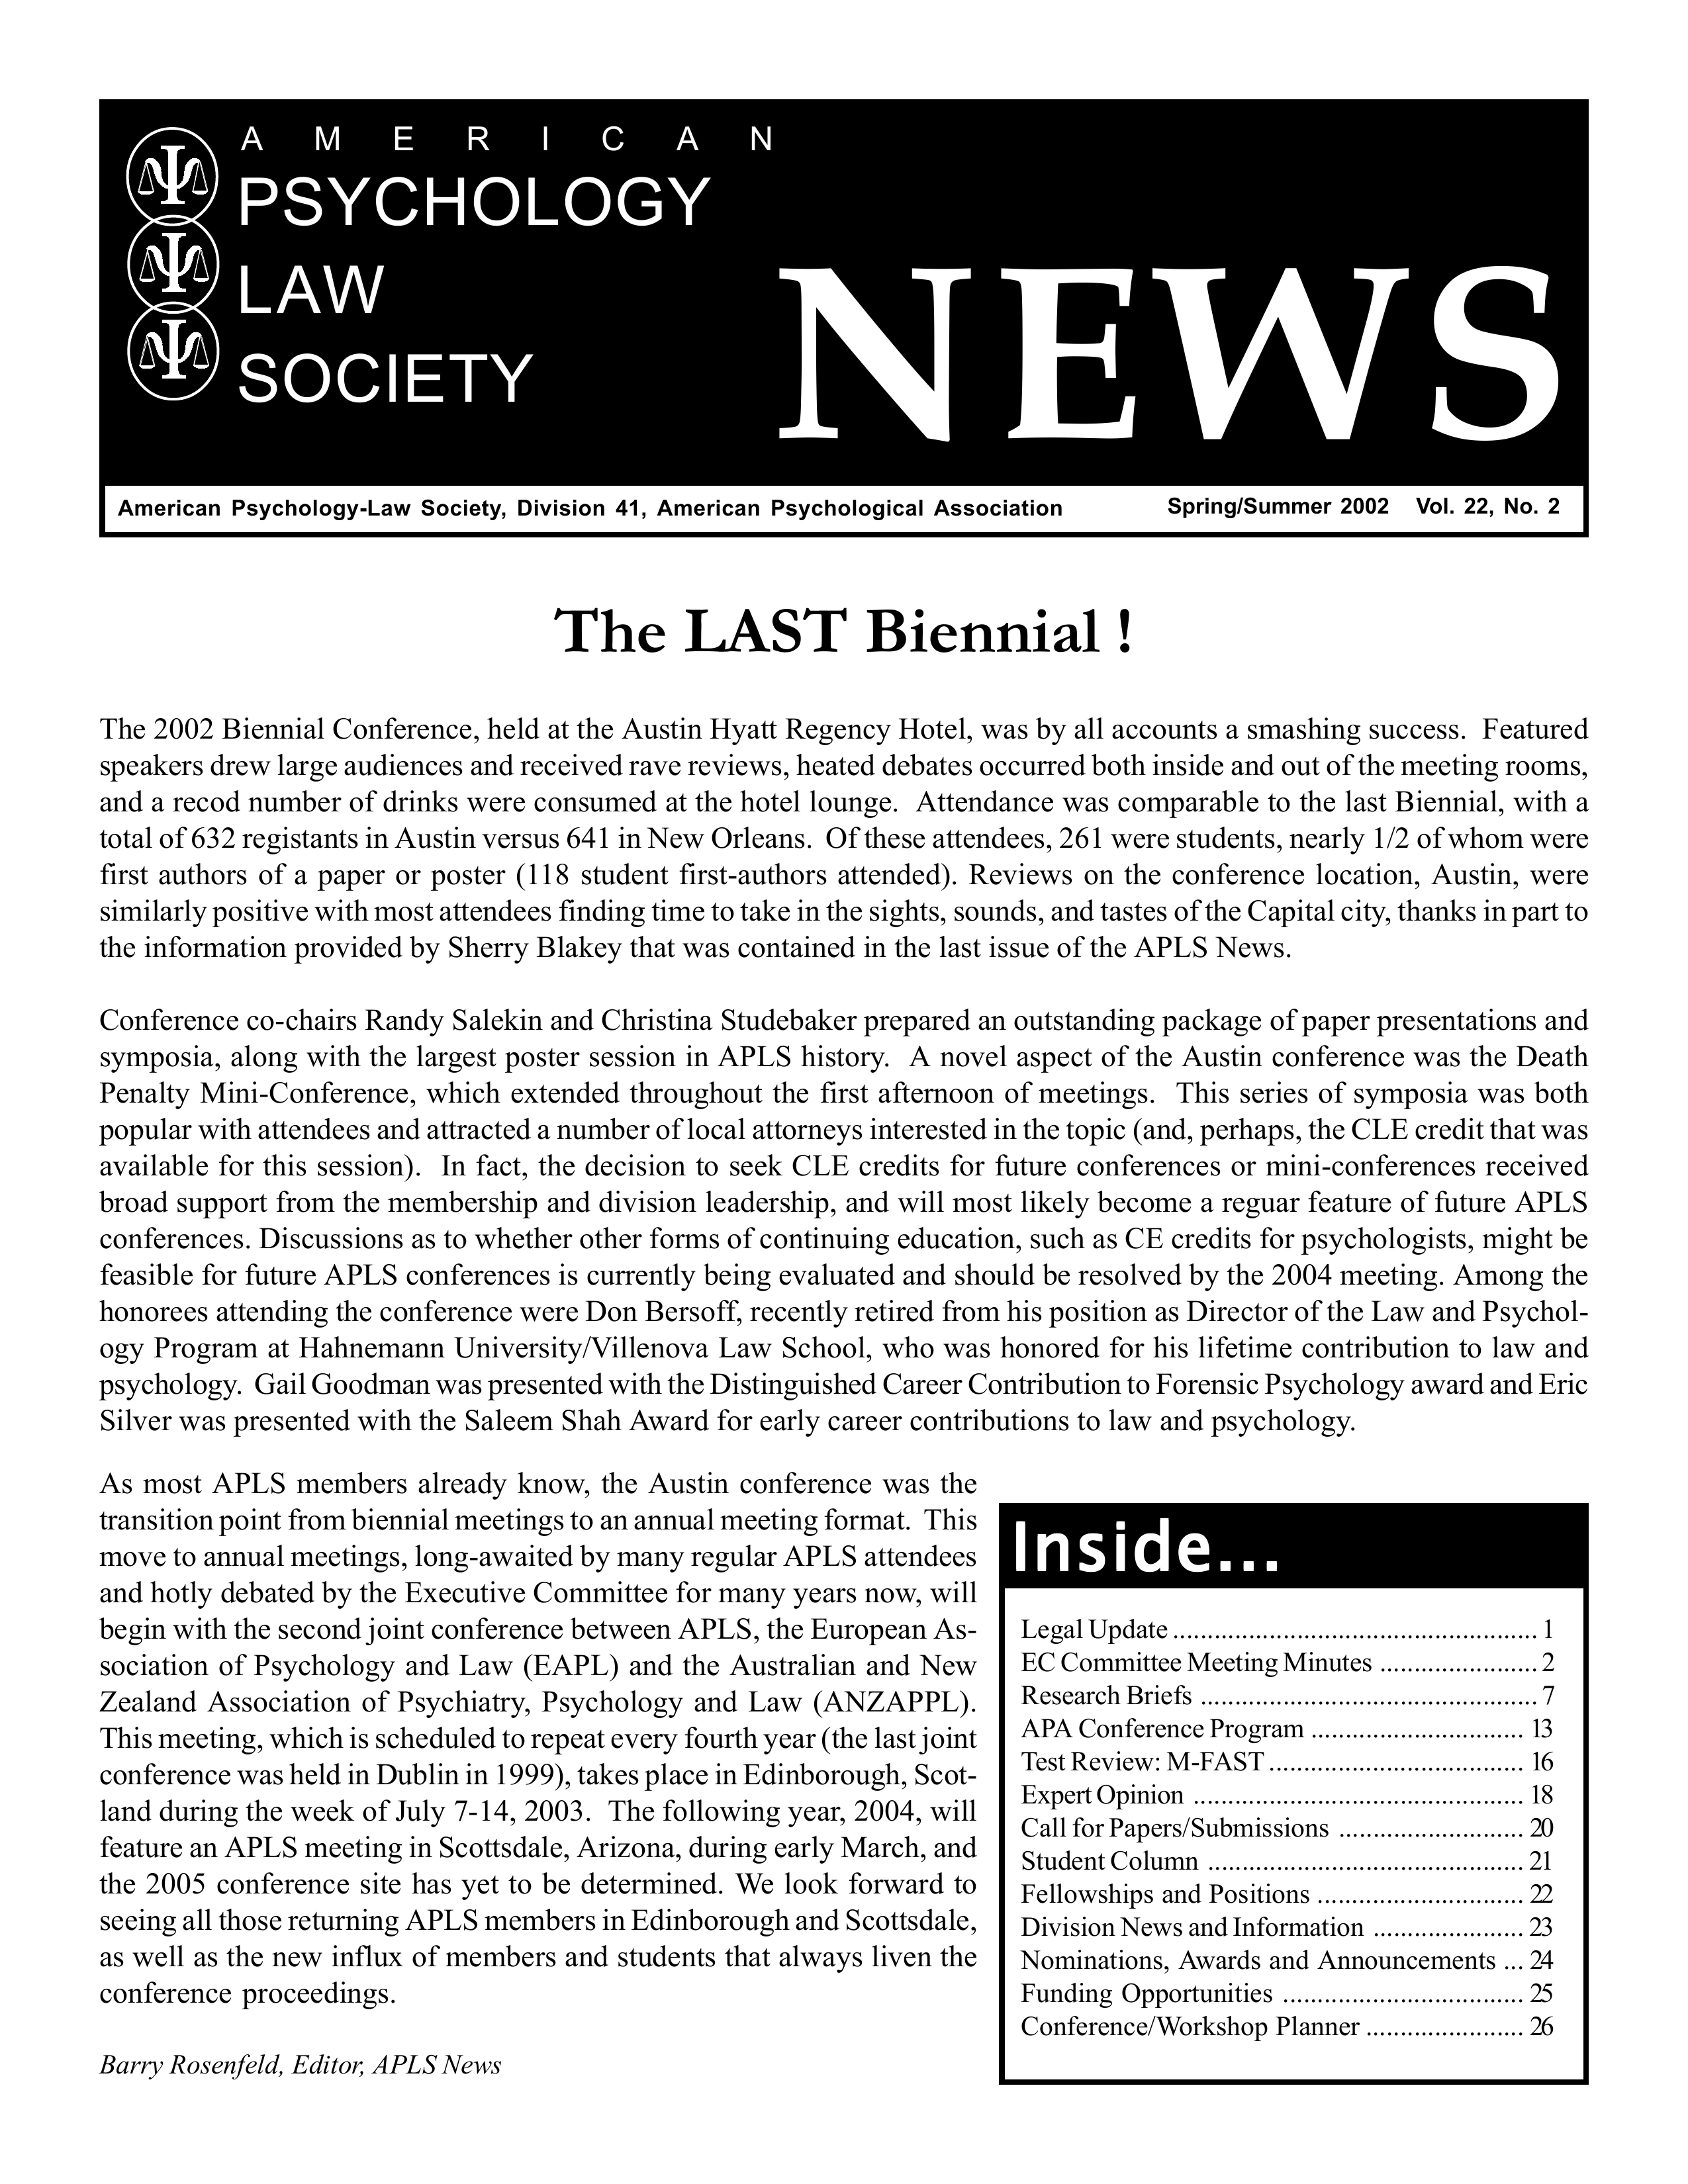 A M E R I C A N
PSYCHOLOGY
LAW
SOCIETY
NEWS
American Psychology-Law Society, Division 41, American Psychological Association Spring/Summer 2002 Vol. 22, No. 2
The LAST Biennial !
The 2002 Biennial Conference, held at the Austin Hyatt Regency Hotel, was by all accounts a smashing success. Featured
speakers drew large audiences and received rave reviews, heated debates occurred both inside and out of the meeting rooms,
and a recod number of drinks were consumed at the hotel lounge. Attendance was comparable to the last Biennial, with a
total of 632 registants in Austin versus 641 in New Orleans. Of these attendees, 261 were students, nearly 1/2 of whom were
first authors of a paper or poster (118 student first-authors attended). Reviews on the conference location, Austin, were
similarly positive with most attendees finding time to take in the sights, sounds, and tastes of the Capital city, thanks in part to
the information provided by Sherry Blakey that was contained in the last issue of the APLS News.
Conference co-chairs Randy Salekin and Christina Studebaker prepared an outstanding package of paper presentations and
symposia, along with the largest poster session in APLS history. A novel aspect of the Austin conference was the Death
Penalty Mini-Conference, which extended throughout the first afternoon of meetings. This series of symposia was both
popular with attendees and attracted a number of local attorneys interested in the topic (and, perhaps, the CLE credit that was
available for this session). In fact, the decision to seek CLE credits for future conferences or mini-conferences received
broad support from the membership and division leadership, and will most likely become a reguar feature of future APLS
conferences. Discussions as to whether other forms of continuing education, such as CE credits for psychologists, might be
feasible for future APLS conferences is currently being evaluated and should be resolved by the 2004 meeting. Among the
honorees attending the conference were Don Bersoff, recently retired from his position as Director of the Law and Psychol-
ogy Program at Hahnemann University/Villenova Law School, who was honored for his lifetime contribution to law and
psychology. Gail Goodman was presented with the Distinguished Career Contribution to Forensic Psychology award and Eric
Silver was presented with the Saleem Shah Award for early career contributions to law and psychology.
As most APLS members already know, the Austin conference was the
transition point from biennial meetings to an annual meeting format. This
move to annual meetings, long-awaited by many regular APLS attendees
and hotly debated by the Executive Committee for many years now, will
begin with the second joint conference between APLS, the European As-
sociation of Psychology and Law (EAPL) and the Australian and New
Zealand Association of Psychiatry, Psychology and Law (ANZAPPL).
This meeting, which is scheduled to repeat every fourth year (the last joint
conference was held in Dublin in 1999), takes place in Edinborough, Scot-
land during the week of July 7-14, 2003. The following year, 2004, will
feature an APLS meeting in Scottsdale, Arizona, during early March, and
the 2005 conference site has yet to be determined. We look forward to
seeing all those returning APLS members in Edinborough and Scottsdale,
as well as the new influx of members and students that always liven the
conference proceedings.
Barry Rosenfeld, Editor, APLS News
Inside...
Legal Update ..................................................... 1
EC Committee Meeting Minutes ....................... 2
Research Briefs ................................................. 7
APA Conference Program ............................... 13
Test Review: M-FAST ..................................... 16
Expert Opinion ................................................ 18
Call for Papers/Submissions ........................... 20
Student Column .............................................. 21
Fellowships and Positions .............................. 22
Division News and Information ...................... 23
Nominations, Awards and Announcements ... 24
Funding Opportunities ................................... 25
Conference/Workshop Planner ....................... 26